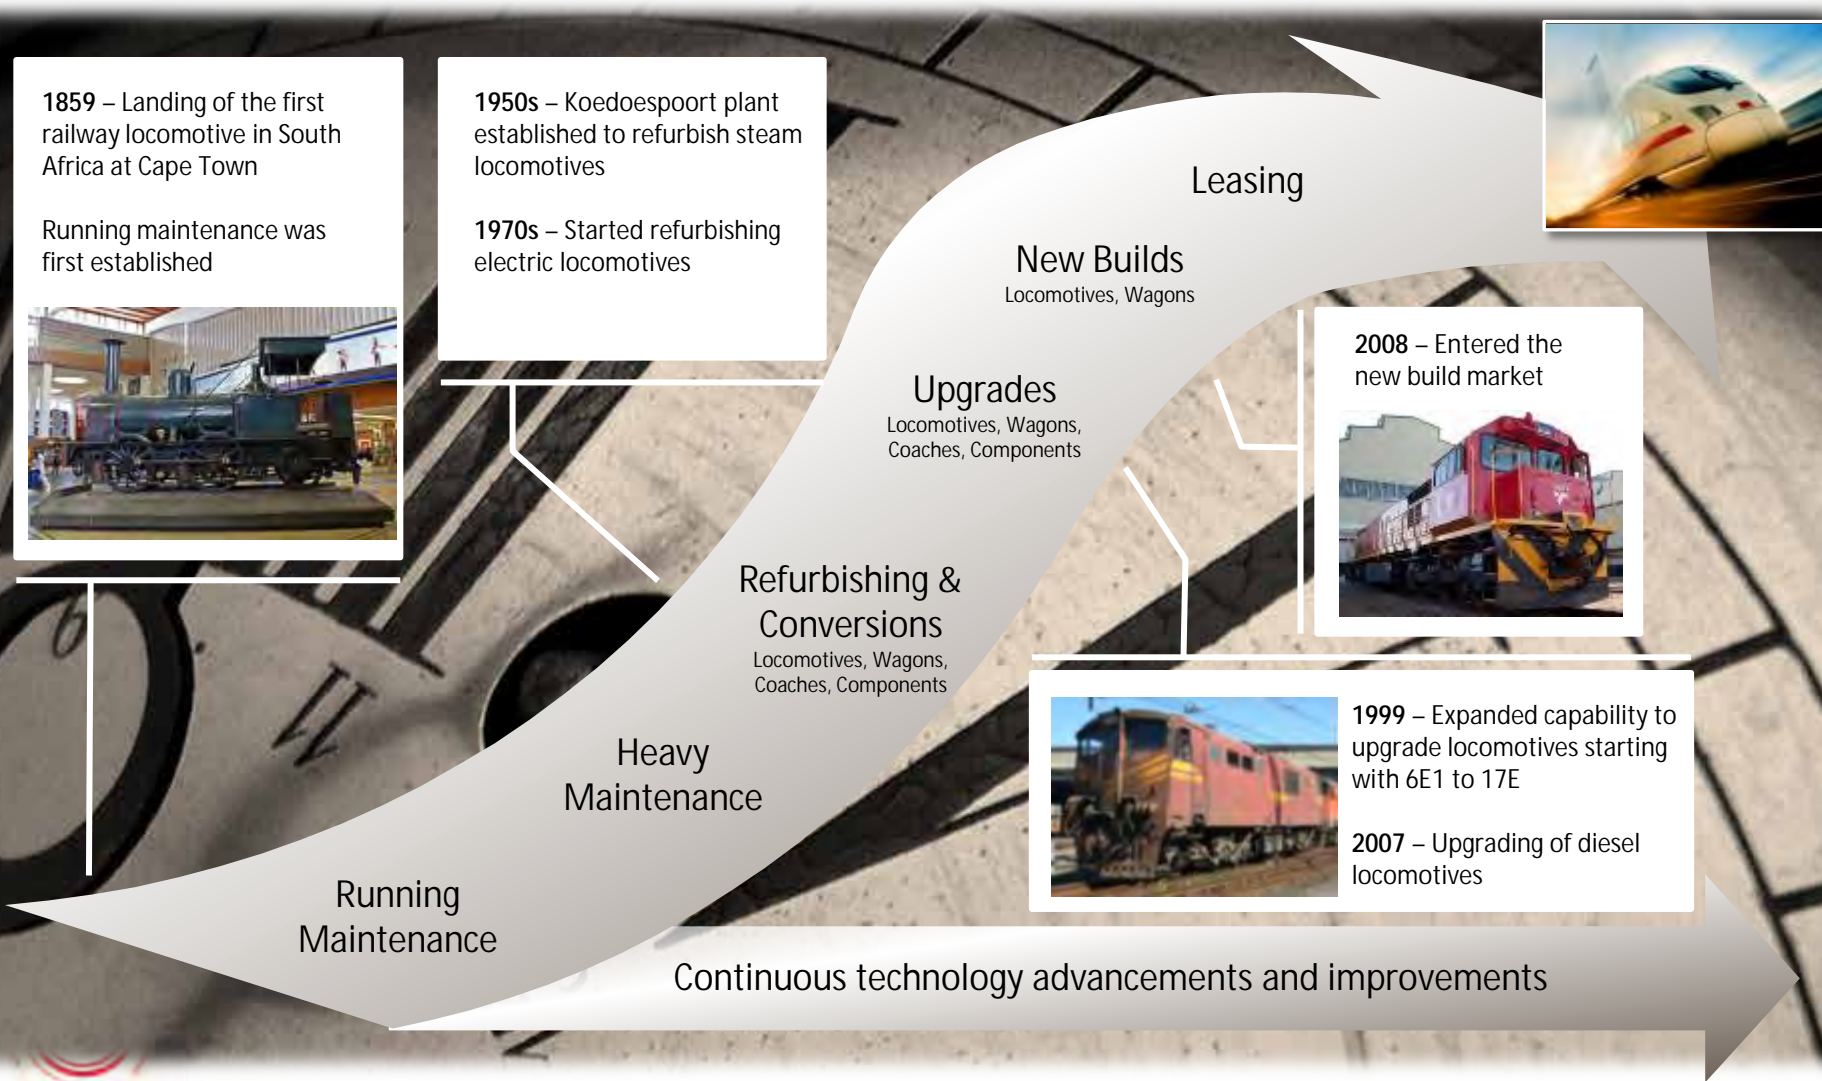 1859 – Landing of the first
railway locomotive in South
Africa at Cape Town
Running maintenance was
first established
1950s – Koedoespoort plant
established to refurbish steam
locomotives
1970s – Started refurbishing
electric locomotives
Leasing
New Builds
Locomotives, Wagons
2008 – Entered the
new build market
Upgrades
Locomotives, Wagons,
Coaches, Components
Refurbishing &
Conversions
Locomotives, Wagons,
Coaches, Components
Heavy
Maintenance
Running
Maintenance
1999 – Expanded capability to
upgrade locomotives starting
with 6E1 to 17E
2007 – Upgrading of diesel
locomotives
Continuous technology advancements and improvements
11